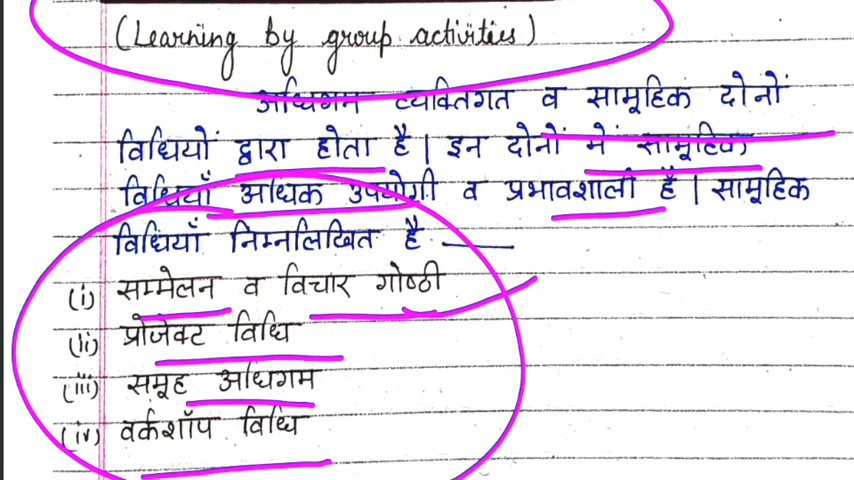 (Learning by group activities)
अधिगम व्यक्तिगत व सामूहिक दोनों
विधियों द्वारा होता है। इन दोनों में सामूहिक
विधियाँ अधिक उपयोगी व प्रभावशाली है। सामूहिक
विधियाँ निम्नलिखित है —
(i) सम्मेलन व विचार गोष्ठी
(ii) प्रोजेक्ट विधि
(iii) समूह अधिगम
(iv) वर्कशॉप विधि